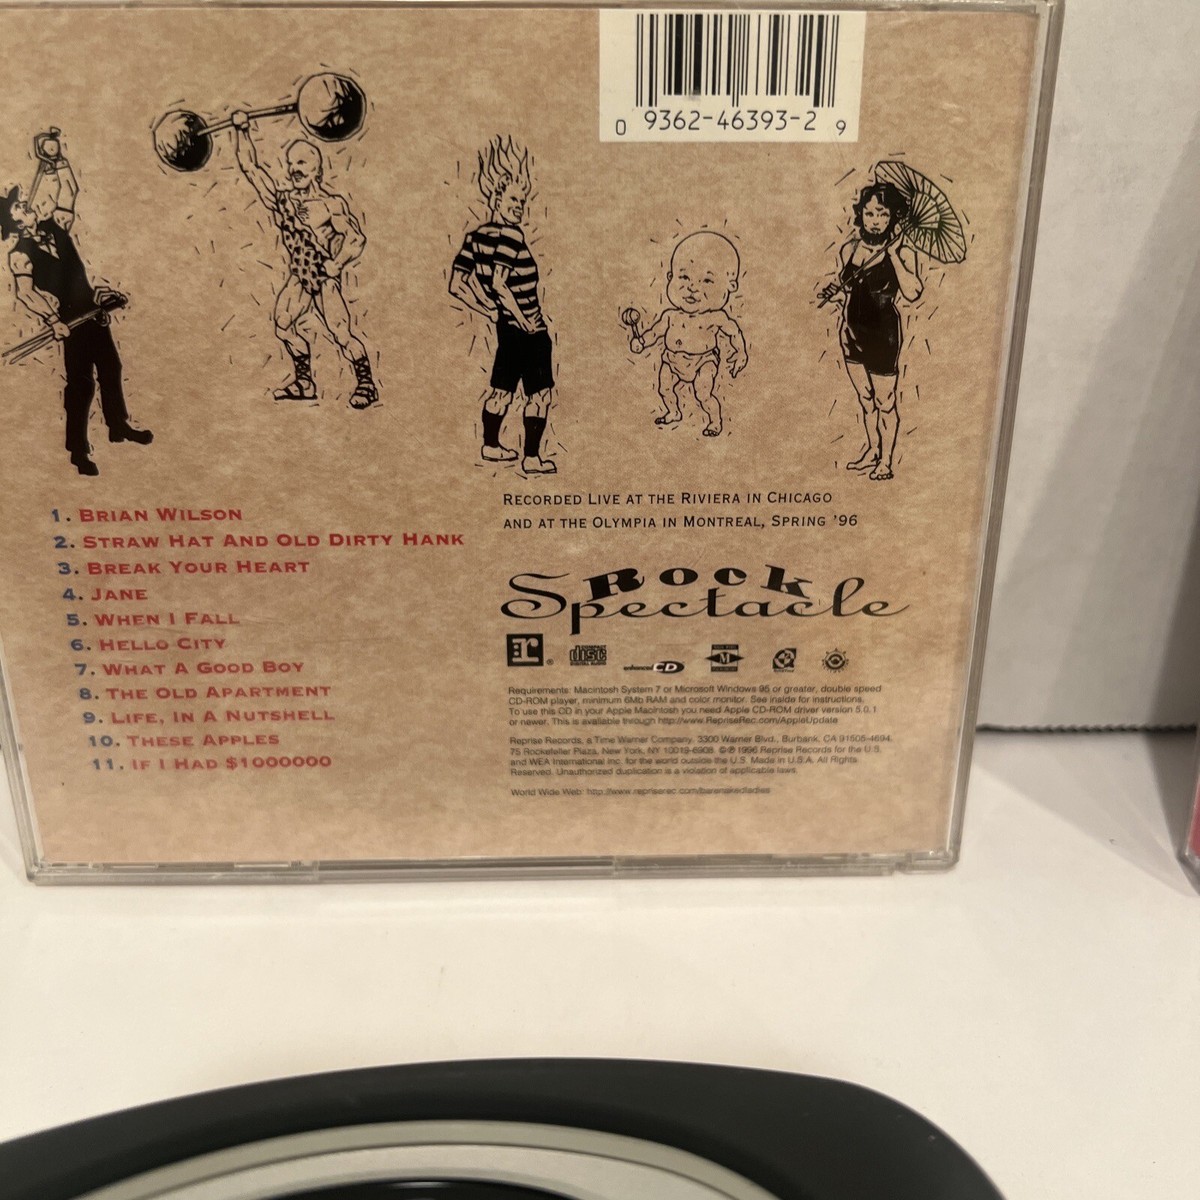 0 9362-46393-2 9
1. BRIAN WILSON
2. STRAW HAT AND OLD DIRTY HANK
3. BREAK YOUR HEART
4. JANE
5. WHEN I FALL
6. HELLO CITY
7. WHAT A GOOD BOY
8. THE OLD APARTMENT
9. LIFE, IN A NUTSHELL
10. THESE APPLES
11. IF I HAD $1000000
RECORDED LIVE AT THE RIVIERA IN CHICAGO
AND AT THE OLYMPIA IN MONTREAL, SPRING '96
Rock
Spectacle
r ®
COMPACT
disc
DIGITAL AUDIO
enhanced CD
M
Requirements: Macintosh System 7 or Microsoft Windows 95 or greater, double speed
CD-ROM player, minimum 6Mb RAM and color monitor. See inside for instructions.
To use this CD in your Apple Macintosh you need Apple CD-ROM driver version 5.0.1
or newer. This is available through http://www.RepriseRec.com/AppleUpdate
Reprise Records, a Time Warner Company. 3300 Warner Blvd., Burbank, CA 91505-4694.
75 Rockefeller Plaza, New York, NY 10019-6908. ©℗ 1996 Reprise Records for the U.S.
and WEA International Inc. for the world outside the U.S. Made in U.S.A. All Rights
Reserved. Unauthorized duplication is a violation of applicable laws.
World Wide Web: http://www.repriserec.com/barenakedladies